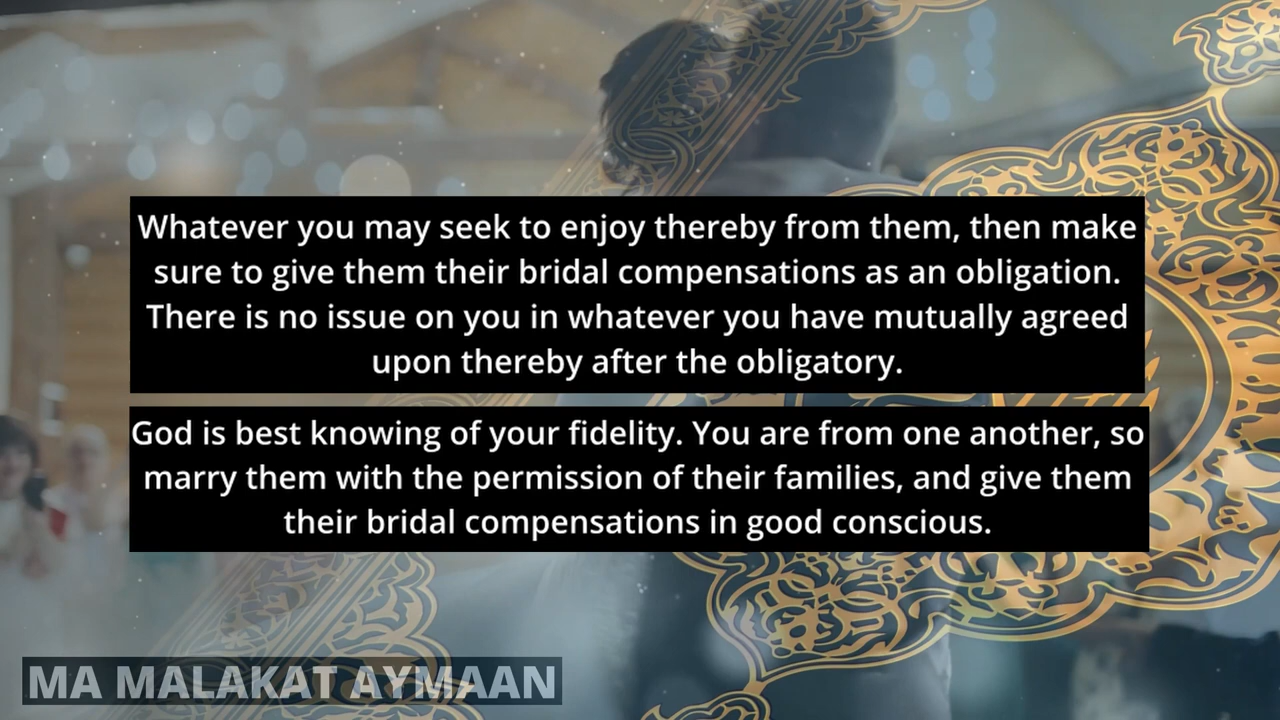 Whatever you may seek to enjoy thereby from them, then make
sure to give them their bridal compensations as an obligation.
There is no issue on you in whatever you have mutually agreed
upon thereby after the obligatory.
God is best knowing of your fidelity. You are from one another, so
marry them with the permission of their families, and give them
their bridal compensations in good conscious.
MA MALAKAT AYMAAN